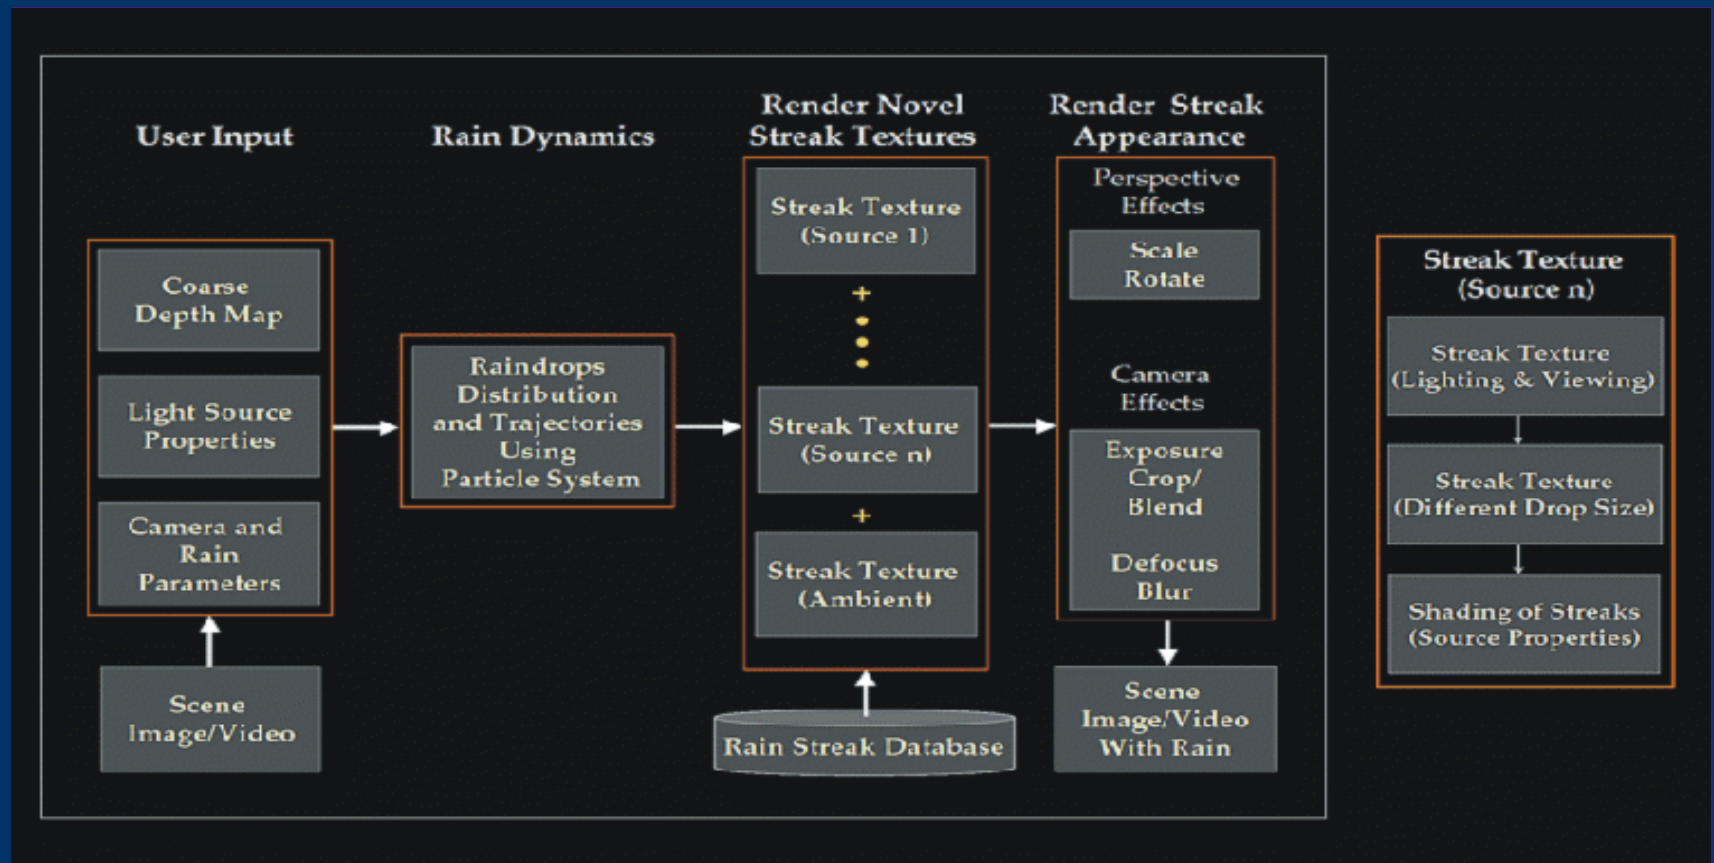 User Input
Coarse
Depth Map
Light Source
Properties
Camera and
Rain
Parameters
Scene
Image/Video
Rain Dynamics
Raindrops
Distribution
and Trajectories
Using
Particle System
Render Novel
Streak Textures
Streak Texture
(Source 1)
+
Streak Texture
(Source n)
+
Streak Texture
(Ambient)
Rain Streak Database
Render Streak
Appearance
Perspective
Effects
Scale
Rotate
Camera
Effects
Exposure
Crop/
Blend
Defocus
Blur
Scene
Image/Video
With Rain
Streak Texture
(Source n)
Streak Texture
(Lighting & Viewing)
Streak Texture
(Different Drop Size)
Shading of Streaks
(Source Properties)